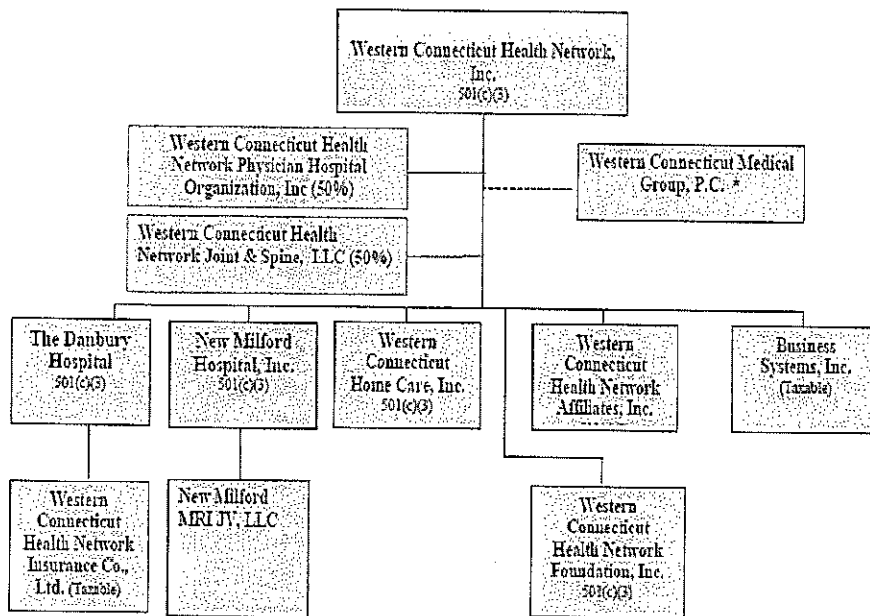 Western Connecticut Health Network,
Inc.
501(c)(3)
Western Connecticut Health
Network Physician Hospital
Organization, Inc (50%)
Western Connecticut Medical
Group, P.C. *
Western Connecticut Health
Network Joint & Spine, LLC (50%)
The Danbury
Hospital
501(c)(3)
New Milford
Hospital, Inc.
501(c)(3)
Western
Connecticut
Home Care, Inc.
501(c)(3)
Western
Connecticut
Health Network
Affiliates, Inc.
Business
Systems, Inc.
(Taxable)
Western
Connecticut
Health Network
Insurance Co.,
Ltd. (Taxable)
New Milford
MRI JV, LLC
Western
Connecticut
Health Network
Foundation, Inc.
501(c)(3)